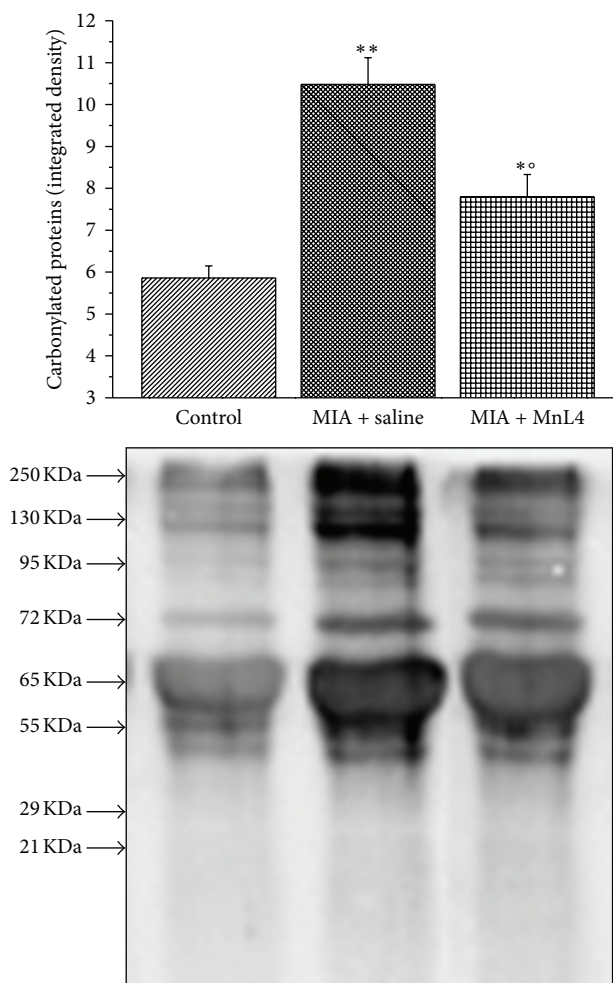 Carbonylated proteins (integrated density)
12
11
10
9
8
7
6
5
4
3
**
*°
Control MIA + saline MIA + MnL4
250 KDa
130 KDa
95 KDa
72 KDa
65 KDa
55 KDa
29 KDa
21 KDa